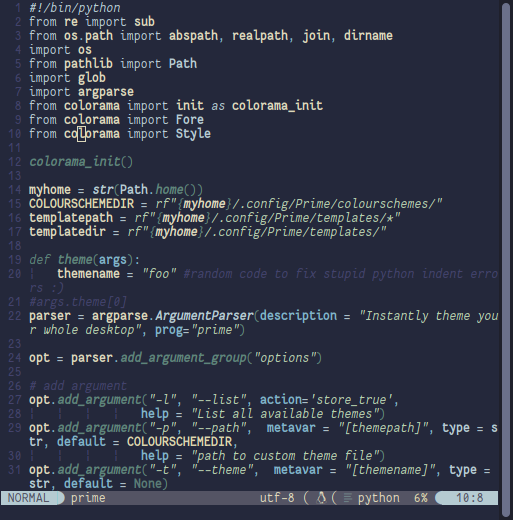 1 #!/bin/python
2 from re import sub
3 from os.path import abspath, realpath, join, dirname
4 import os
5 from pathlib import Path
6 import glob
7 import argparse
8 from colorama import init as colorama_init
9 from colorama import Fore
10 from colorama import Style
11
12 colorama_init()
13
14 myhome = str(Path.home())
15 COLOURSCHEMEDIR = rf"{myhome}/.config/Prime/colourschemes/"
16 templatepath = rf"{myhome}/.config/Prime/templates/*"
17 templatedir = rf"{myhome}/.config/Prime/templates/"
18
19 def theme(args):
20 themename = "foo" #random code to fix stupid python indent erro
rs :)
21 #args.theme[0]
22 parser = argparse.ArgumentParser(description = "Instantly theme you
r whole desktop", prog="prime")
23
24 opt = parser.add_argument_group("options")
25
26 # add argument
27 opt.add_argument("-l", "--list", action='store_true',
28 help = "List all available themes")
29 opt.add_argument("-p", "--path", metavar = "[themepath]", type = s
tr, default = COLOURSCHEMEDIR,
30 help = "path to custom theme file")
31 opt.add_argument("-t", "--theme", metavar = "[themename]", type =
str, default = None)
NORMAL prime utf-8 python 6% 10:8